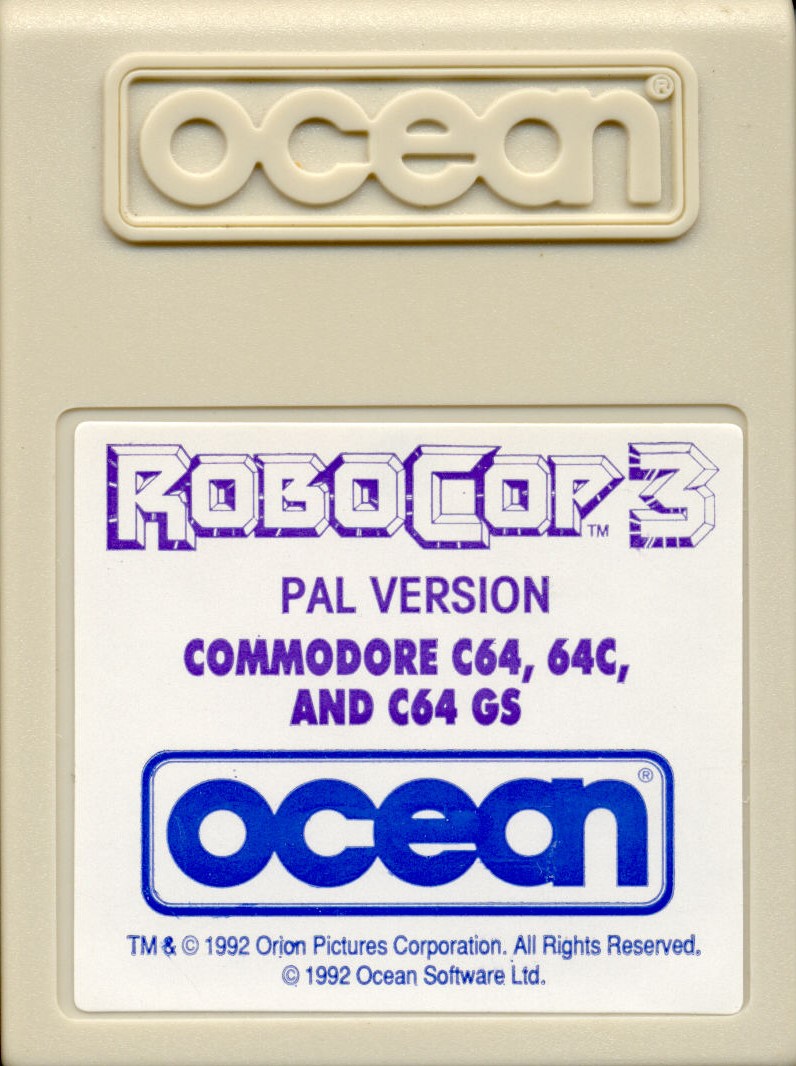 ocean®
ROBOCOP 3™
PAL VERSION
COMMODORE C64, 64C,
AND C64 GS
ocean®
TM & © 1992 Orion Pictures Corporation. All Rights Reserved.
© 1992 Ocean Software Ltd.